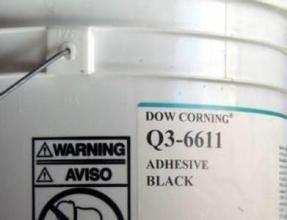 DOW CORNING®
Q3-6611
ADHESIVE
BLACK
⚠WARNING
⚠ AVISO